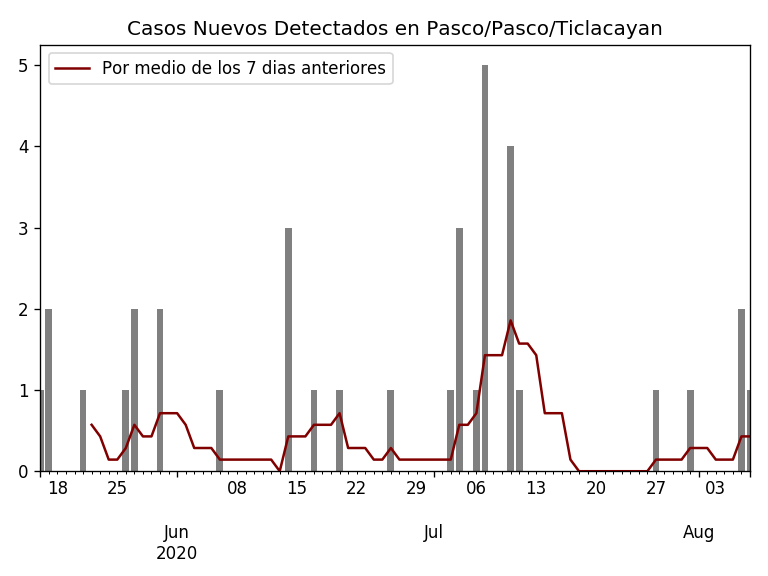 Casos Nuevos Detectados en Pasco/Pasco/Ticlacayan
Por medio de los 7 dias anteriores
5
4
3
2
1
0
18 25 08 15 22 29 06 13 20 27 03
Jun Jul Aug
2020